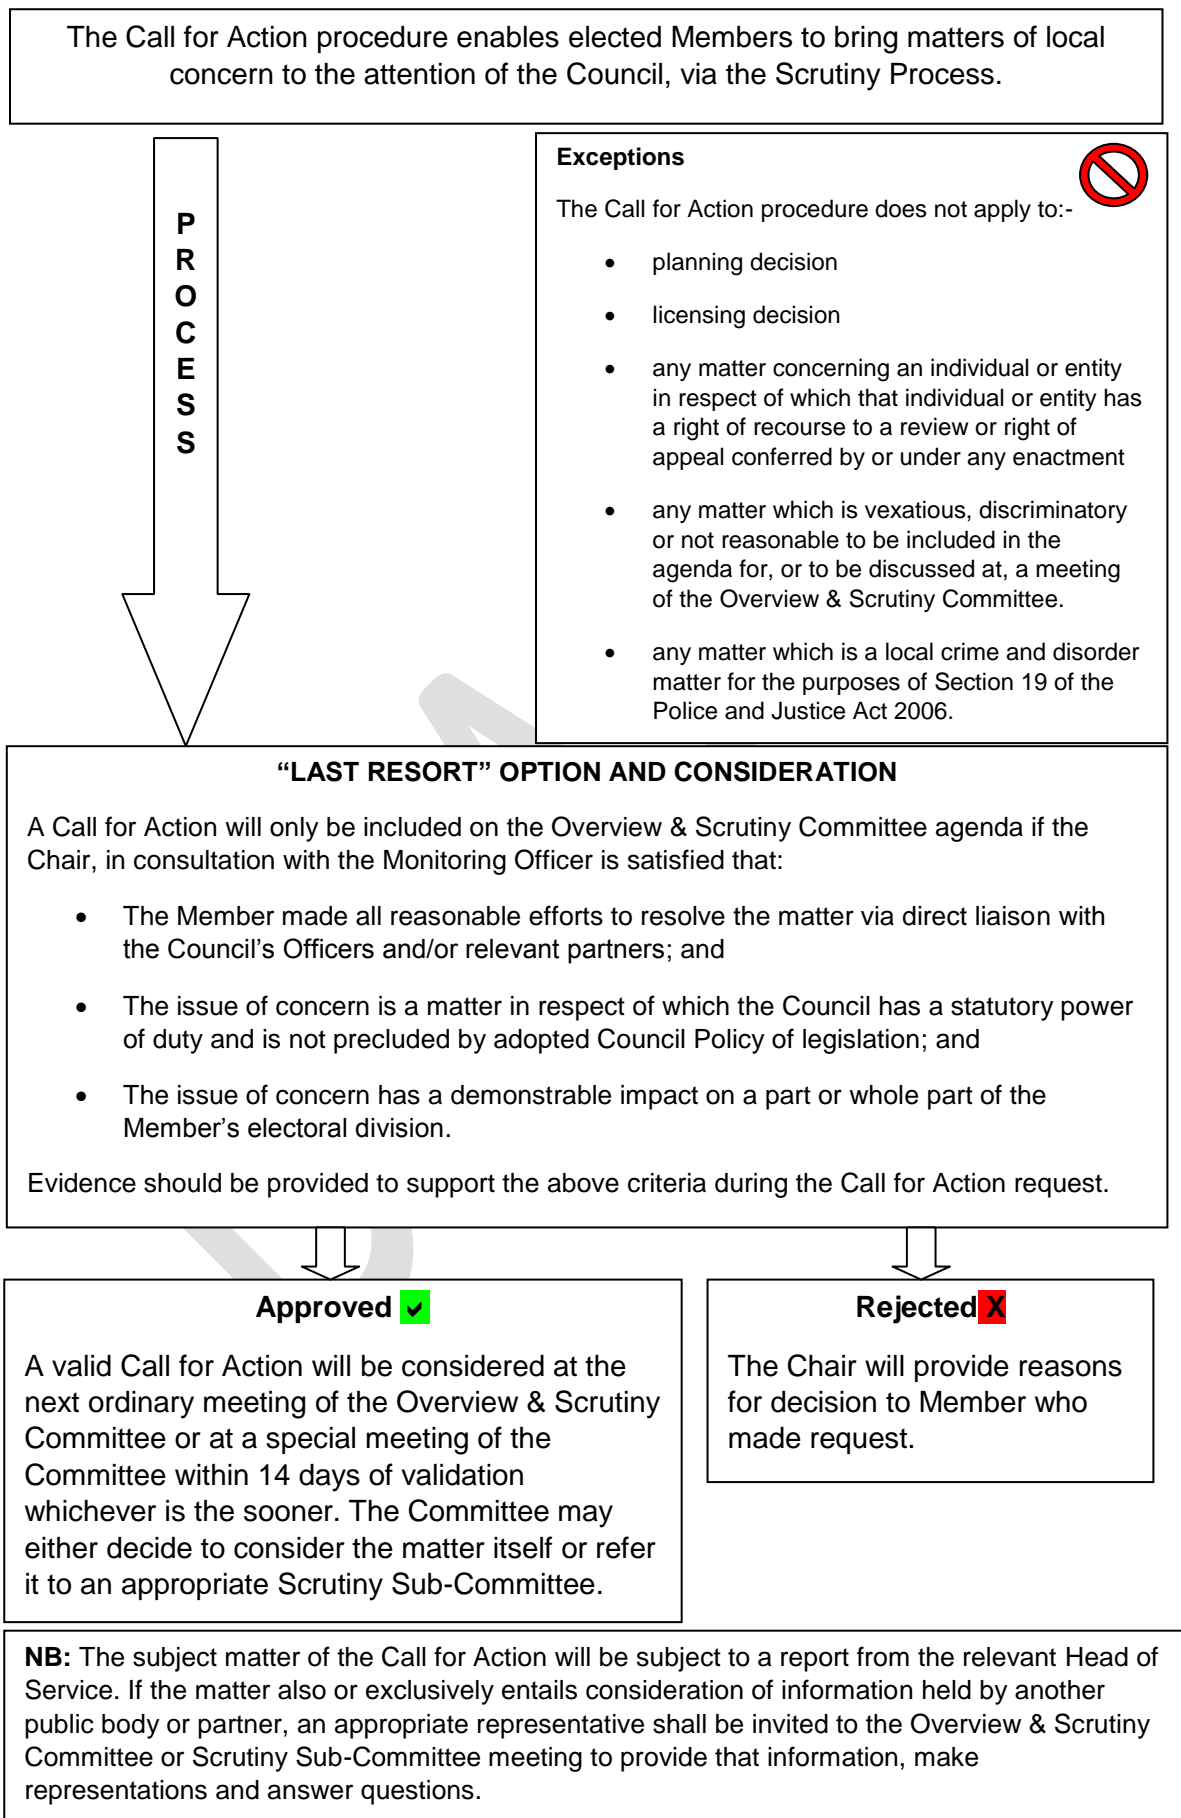 The Call for Action procedure enables elected Members to bring matters of local
concern to the attention of the Council, via the Scrutiny Process.
P
R
O
C
E
S
S
Exceptions
The Call for Action procedure does not apply to:-
• planning decision
• licensing decision
• any matter concerning an individual or entity
in respect of which that individual or entity has
a right of recourse to a review or right of
appeal conferred by or under any enactment
• any matter which is vexatious, discriminatory
or not reasonable to be included in the
agenda for, or to be discussed at, a meeting
of the Overview & Scrutiny Committee.
• any matter which is a local crime and disorder
matter for the purposes of Section 19 of the
Police and Justice Act 2006.
“LAST RESORT” OPTION AND CONSIDERATION
A Call for Action will only be included on the Overview & Scrutiny Committee agenda if the
Chair, in consultation with the Monitoring Officer is satisfied that:
• The Member made all reasonable efforts to resolve the matter via direct liaison with
the Council’s Officers and/or relevant partners; and
• The issue of concern is a matter in respect of which the Council has a statutory power
of duty and is not precluded by adopted Council Policy of legislation; and
• The issue of concern has a demonstrable impact on a part or whole part of the
Member’s electoral division.
Evidence should be provided to support the above criteria during the Call for Action request.
Approved ✔
A valid Call for Action will be considered at the
next ordinary meeting of the Overview & Scrutiny
Committee or at a special meeting of the
Committee within 14 days of validation
whichever is the sooner. The Committee may
either decide to consider the matter itself or refer
it to an appropriate Scrutiny Sub-Committee.
Rejected X
The Chair will provide reasons
for decision to Member who
made request.
NB: The subject matter of the Call for Action will be subject to a report from the relevant Head of
Service. If the matter also or exclusively entails consideration of information held by another
public body or partner, an appropriate representative shall be invited to the Overview & Scrutiny
Committee or Scrutiny Sub-Committee meeting to provide that information, make
representations and answer questions.